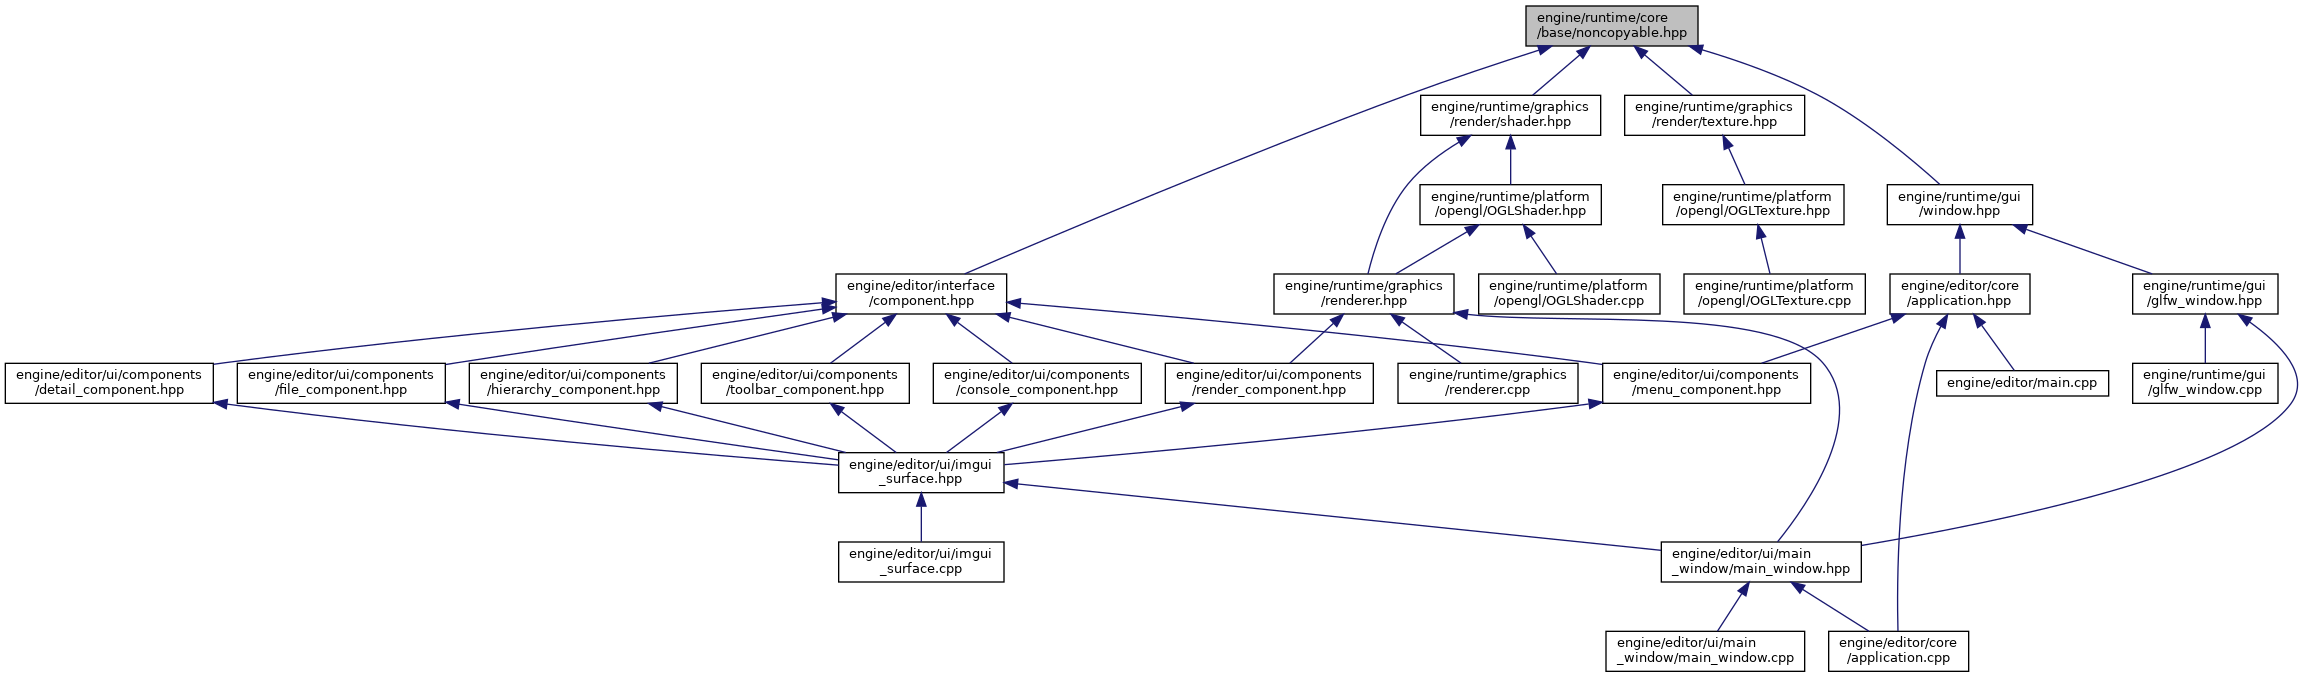 engine/runtime/core
/base/noncopyable.hpp
engine/runtime/graphics
/render/shader.hpp
engine/runtime/graphics
/render/texture.hpp
engine/runtime/platform
/opengl/OGLShader.hpp
engine/runtime/platform
/opengl/OGLTexture.hpp
engine/runtime/gui
/window.hpp
engine/editor/interface
/component.hpp
engine/runtime/graphics
/renderer.hpp
engine/runtime/platform
/opengl/OGLShader.cpp
engine/runtime/platform
/opengl/OGLTexture.cpp
engine/editor/core
/application.hpp
engine/runtime/gui
/glfw_window.hpp
engine/editor/ui/components
/detail_component.hpp
engine/editor/ui/components
/file_component.hpp
engine/editor/ui/components
/hierarchy_component.hpp
engine/editor/ui/components
/toolbar_component.hpp
engine/editor/ui/components
/console_component.hpp
engine/editor/ui/components
/render_component.hpp
engine/runtime/graphics
/renderer.cpp
engine/editor/ui/components
/menu_component.hpp
engine/editor/main.cpp
engine/runtime/gui
/glfw_window.cpp
engine/editor/ui/imgui
_surface.hpp
engine/editor/ui/imgui
_surface.cpp
engine/editor/ui/main
_window/main_window.hpp
engine/editor/ui/main
_window/main_window.cpp
engine/editor/core
/application.cpp